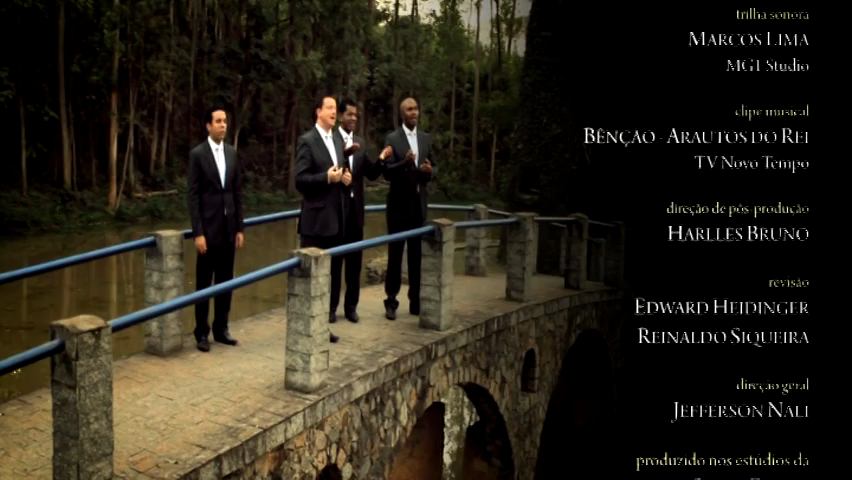 trilha sonora
MARCOS LIMA
MG1 Studio
clipe musical
BÊNÇÃO - ARAUTOS DO REI
TV Novo Tempo
direção de pós-produção
HARLLES BRUNO
revisão
EDWARD HEIDINGER
REINALDO SIQUEIRA
direção geral
JEFFERSON NALI
produzido nos estúdios da